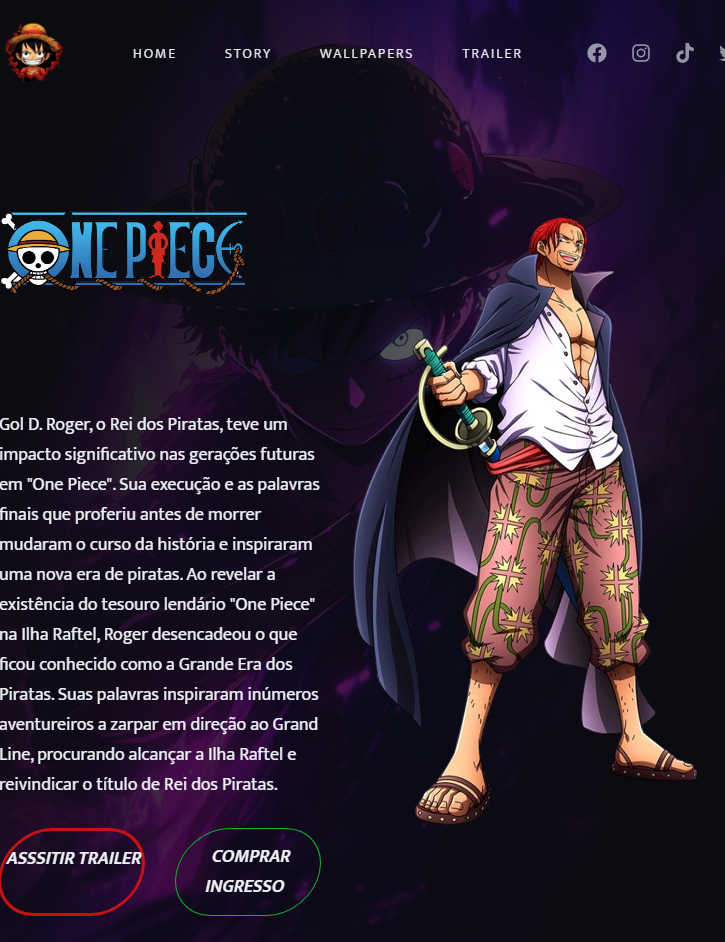 HOME STORY WALLPAPERS TRAILER
ONE PIECE
Gol D. Roger, o Rei dos Piratas, teve um
impacto significativo nas gerações futuras
em "One Piece". Sua execução e as palavras
finais que proferiu antes de morrer
mudaram o curso da história e inspiraram
uma nova era de piratas. Ao revelar a
existência do tesouro lendário "One Piece"
na Ilha Raftel, Roger desencadeou o que
ficou conhecido como a Grande Era dos
Piratas. Suas palavras inspiraram inúmeros
aventureiros a zarpar em direção ao Grand
Line, procurando alcançar a Ilha Raftel e
reivindicar o título de Rei dos Piratas.
ASSSITIR TRAILER
COMPRAR
INGRESSO